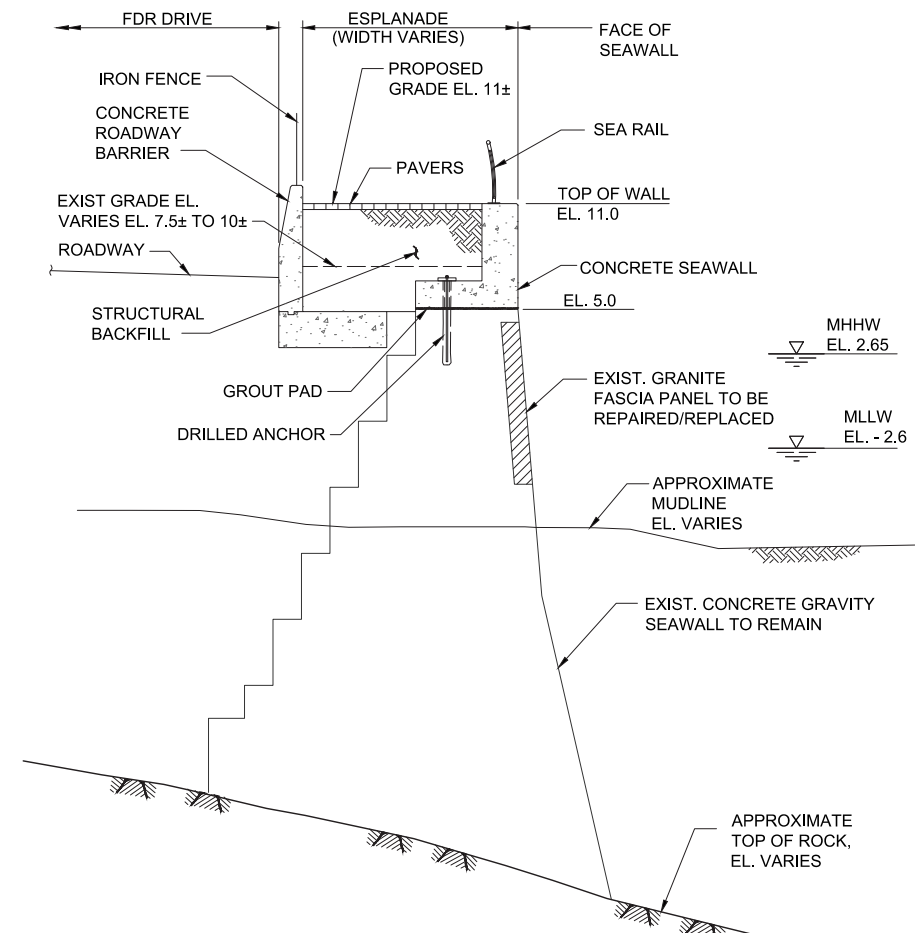 FDR DRIVE
ESPLANADE
(WIDTH VARIES)
FACE OF
SEAWALL
IRON FENCE
PROPOSED
GRADE EL. 11±
CONCRETE
ROADWAY
BARRIER
SEA RAIL
PAVERS
EXIST GRADE EL.
VARIES EL. 7.5± TO 10±
TOP OF WALL
EL. 11.0
ROADWAY
CONCRETE SEAWALL
STRUCTURAL
BACKFILL
EL. 5.0
MHHW
EL. 2.65
GROUT PAD
EXIST. GRANITE
FASCIA PANEL TO BE
REPAIRED/REPLACED
DRILLED ANCHOR
MLLW
EL. - 2.6
APPROXIMATE
MUDLINE
EL. VARIES
EXIST. CONCRETE GRAVITY
SEAWALL TO REMAIN
APPROXIMATE
TOP OF ROCK,
EL. VARIES